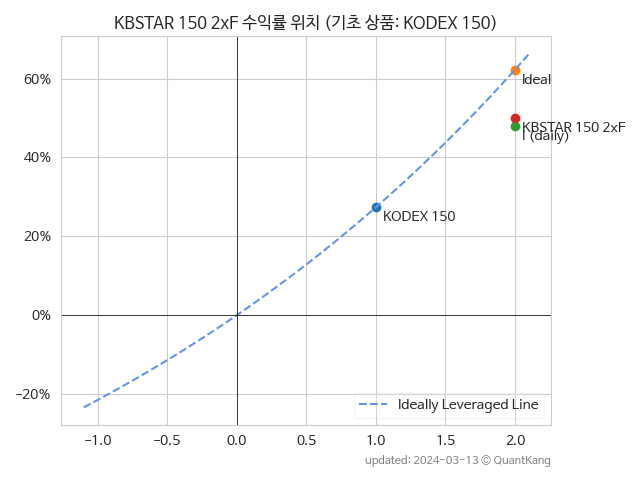 KBSTAR 150 2xF 수익률 위치 (기초 상품: KODEX 150)
60%
40%
20%
0%
−20%
Ideal
KBSTAR 150 2xF
(daily)
KODEX 150
Ideally Leveraged Line
−1.0
−0.5
0.0
0.5
1.0
1.5
2.0
updated: 2024-03-13 © QuantKang